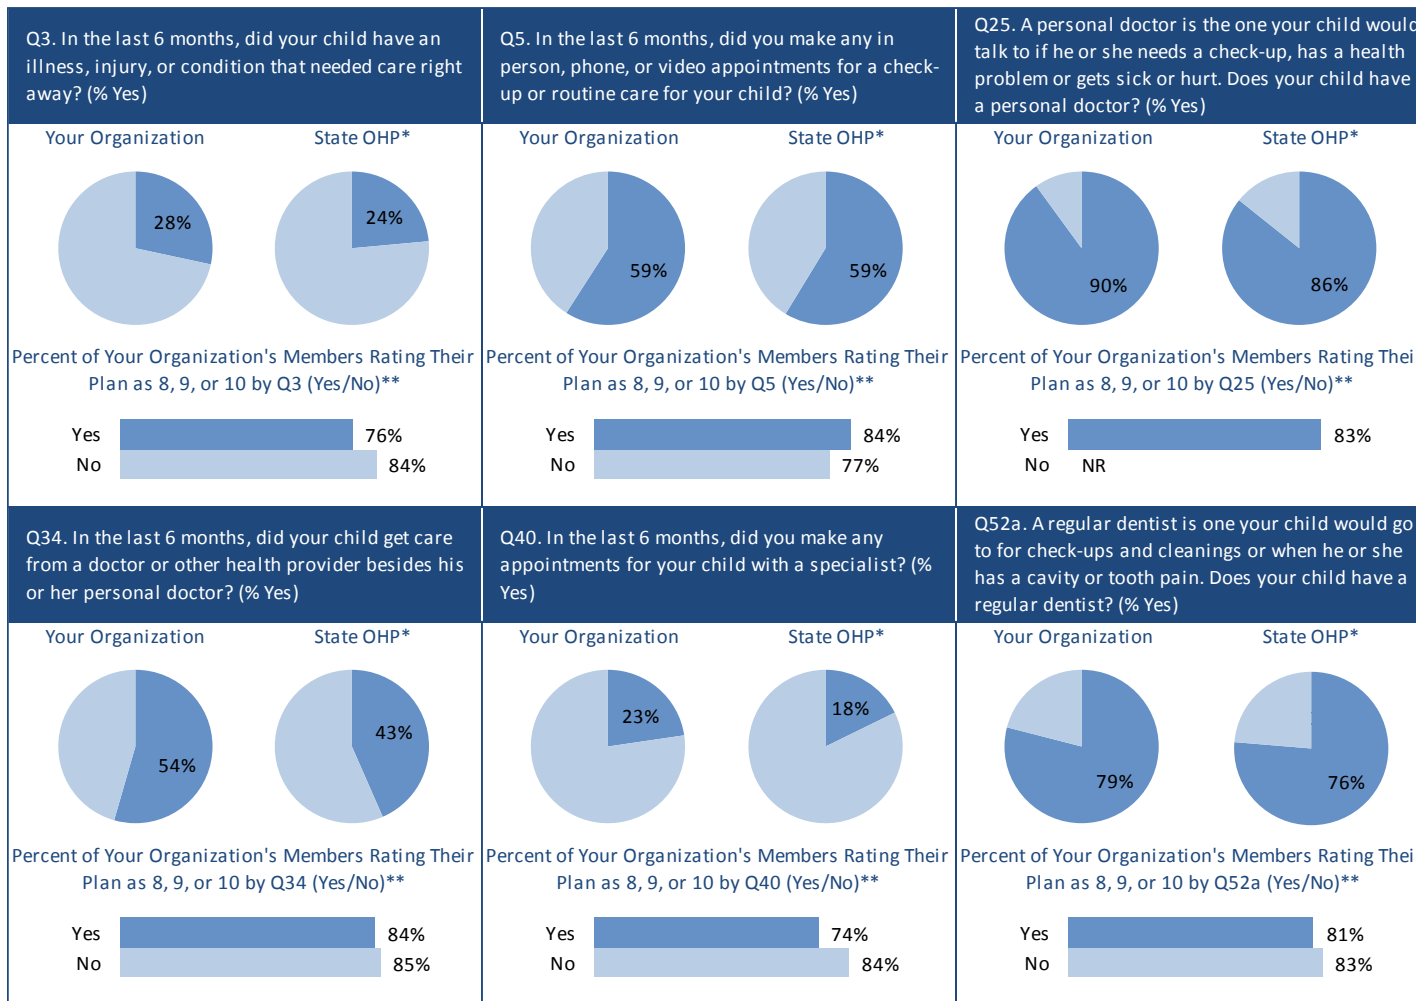 Q3. In the last 6 months, did your child have an
illness, injury, or condition that needed care right
away? (% Yes)
Your Organization
State OHP*
28%
24%
Percent of Your Organization's Members Rating Their
Plan as 8, 9, or 10 by Q3 (Yes/No)**
Yes
76%
No
84%
Q5. In the last 6 months, did you make any in
person, phone, or video appointments for a check-
up or routine care for your child? (% Yes)
Your Organization
State OHP*
59%
59%
Percent of Your Organization's Members Rating Their
Plan as 8, 9, or 10 by Q5 (Yes/No)**
Yes
84%
No
77%
Q25. A personal doctor is the one your child would
talk to if he or she needs a check-up, has a health
problem or gets sick or hurt. Does your child have
a personal doctor? (% Yes)
Your Organization
State OHP*
90%
86%
Percent of Your Organization's Members Rating Thei
Plan as 8, 9, or 10 by Q25 (Yes/No)**
Yes
83%
No
NR
Q34. In the last 6 months, did your child get care
from a doctor or other health provider besides his
or her personal doctor? (% Yes)
Your Organization
State OHP*
54%
43%
Percent of Your Organization's Members Rating Their
Plan as 8, 9, or 10 by Q34 (Yes/No)**
Yes
84%
No
85%
Q40. In the last 6 months, did you make any
appointments for your child with a specialist? (%
Yes)
Your Organization
State OHP*
23%
18%
Percent of Your Organization's Members Rating Their
Plan as 8, 9, or 10 by Q40 (Yes/No)**
Yes
74%
No
84%
Q52a. A regular dentist is one your child would go
to for check-ups and cleanings or when he or she
has a cavity or tooth pain. Does your child have a
regular dentist? (% Yes)
Your Organization
State OHP*
79%
76%
Percent of Your Organization's Members Rating Thei
Plan as 8, 9, or 10 by Q52a (Yes/No)**
Yes
81%
No
83%